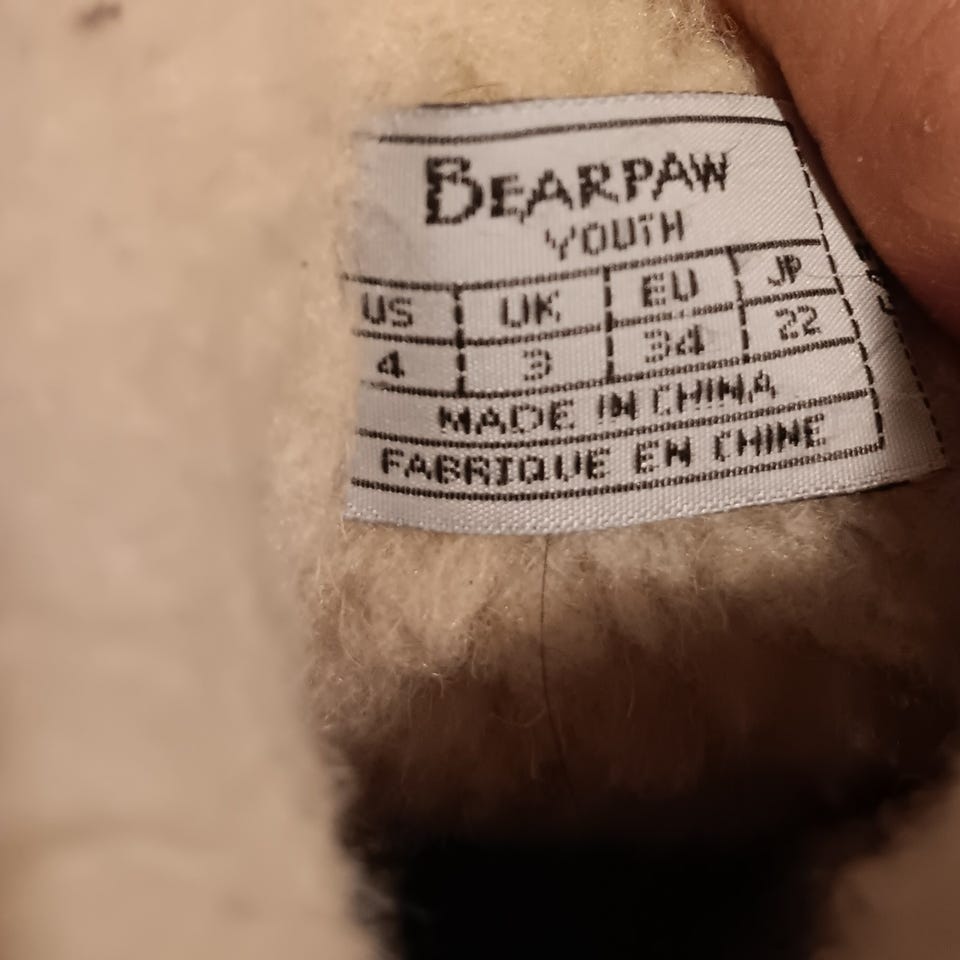 BEARPAW
YOUTH
US UK EU JP
4 3 34 22
MADE IN CHINA
FABRIQUE EN CHINE